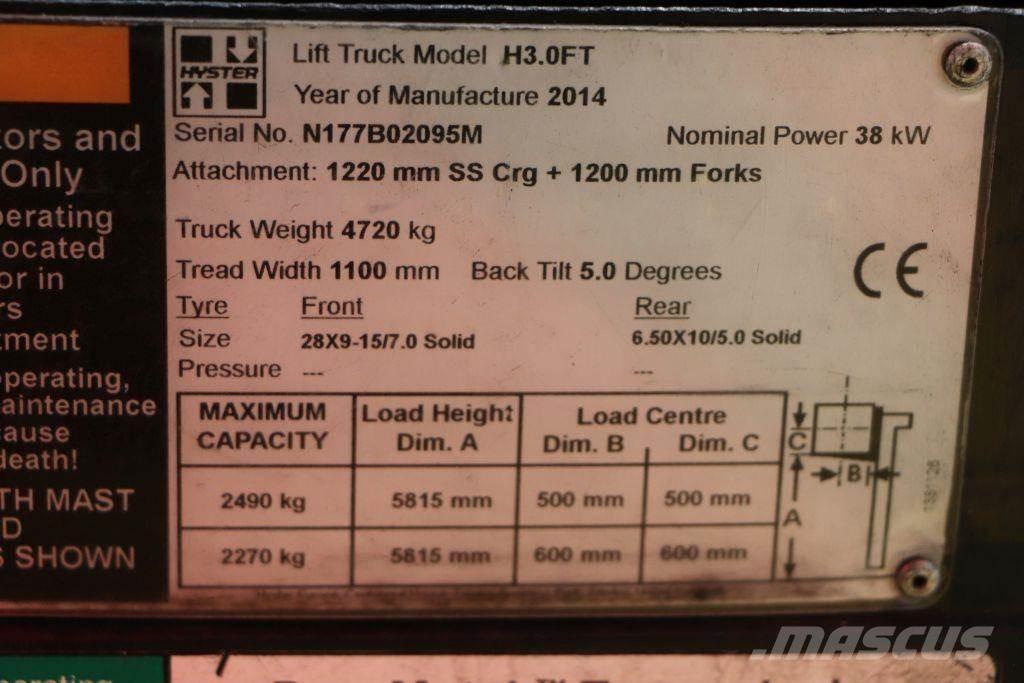 HYSTER
Lift Truck Model H3.0FT
Year of Manufacture 2014
Serial No. N177B02095M Nominal Power 38 kW
Attachment: 1220 mm SS Crg + 1200 mm Forks
Truck Weight 4720 kg
Tread Width 1100 mm Back Tilt 5.0 Degrees
CE
Tyre Front Rear
Size 28X9-15/7.0 Solid 6.50X10/5.0 Solid
Pressure --- ---
MAXIMUM CAPACITY Load Height Dim. A Load Centre Dim. B Dim. C
2490 kg 5815 mm 500 mm 500 mm
2270 kg 5815 mm 600 mm 600 mm
C
B
A
tors and
Only
perating
ocated
or in
rs
tment
operating,
aintenance
cause
death!
TH MAST
D
S SHOWN
MASCUS